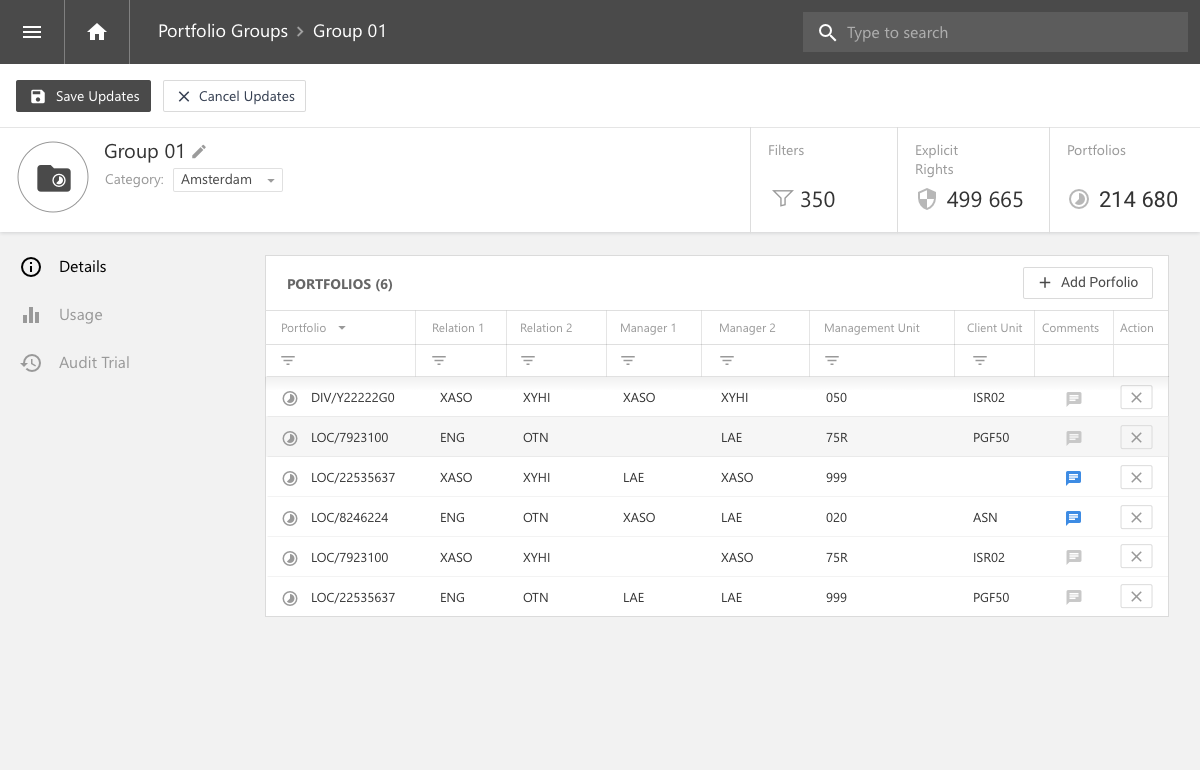 Portfolio Groups > Group 01
Type to search
Save Updates
Cancel Updates
Group 01
Category: Amsterdam
Filters
350
Explicit
Rights
499 665
Portfolios
214 680
Details
Usage
Audit Trial
PORTFOLIOS (6)
+ Add Porfolio
Portfolio Relation 1 Relation 2 Manager 1 Manager 2 Management Unit Client Unit Comments Action
DIV/Y22222G0 XASO XYHI XASO XYHI 050 ISR02
LOC/7923100 ENG OTN LAE 75R PGF50
LOC/22535637 XASO XYHI LAE XASO 999
LOC/8246224 ENG OTN XASO LAE 020 ASN
LOC/7923100 XASO XYHI XASO 75R ISR02
LOC/22535637 ENG OTN LAE LAE 999 PGF50